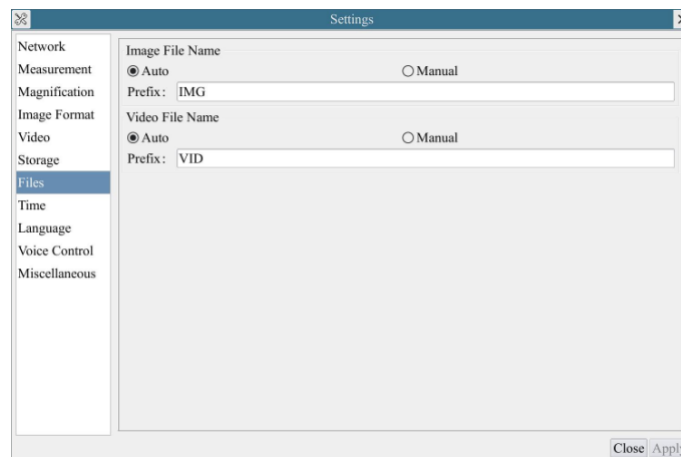 Settings
Network
Measurement
Magnification
Image Format
Video
Storage
Files
Time
Language
Voice Control
Miscellaneous
Image File Name
Auto Manual
Prefix: IMG
Video File Name
Auto Manual
Prefix: VID
Close Apply